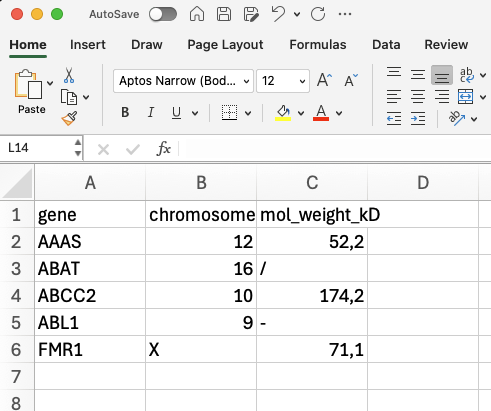 AutoSave
Home Insert Draw Page Layout Formulas Data Review
Paste Aptos Narrow (Bod... 12 A A ab c
B I U A ab
L14 fx
A B C D
1 gene chromosome mol_weight_kD
2 AAAS 12 52,2
3 ABAT 16 /
4 ABCC2 10 174,2
5 ABL1 9 -
6 FMR1 X 71,1
7
8